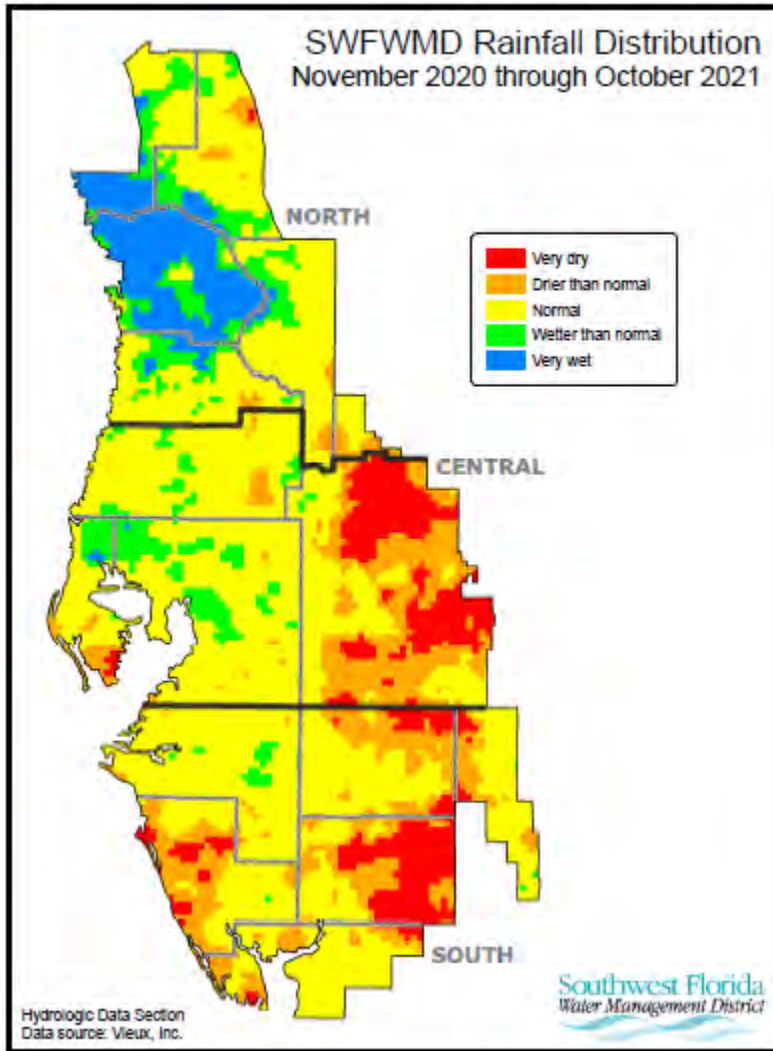 SWFWMD Rainfall Distribution
November 2020 through October 2021
NORTH
Very dry
Drier than normal
Normal
Wetter than normal
Very wet
CENTRAL
SOUTH
Hydrologic Data Section
Data source: Vieux, Inc.
Southwest Florida
Water Management District